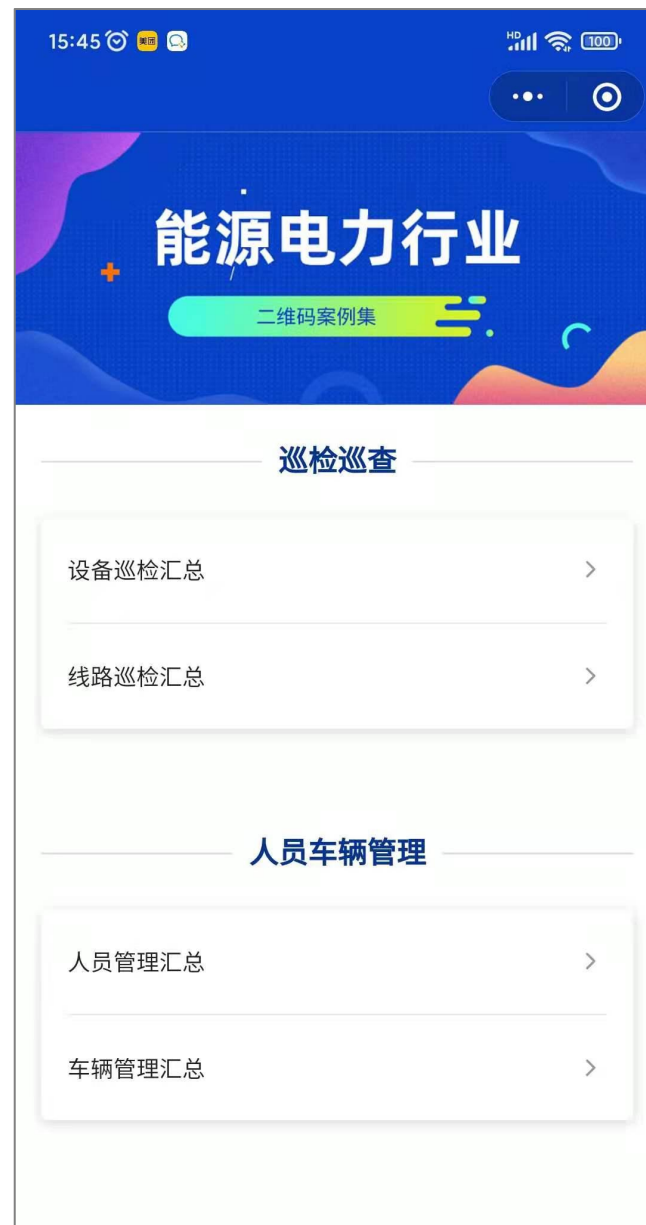 15:45
美团
HD
100
能源电力行业
二维码案例集
巡检巡查
设备巡检汇总
线路巡检汇总
人员车辆管理
人员管理汇总
车辆管理汇总